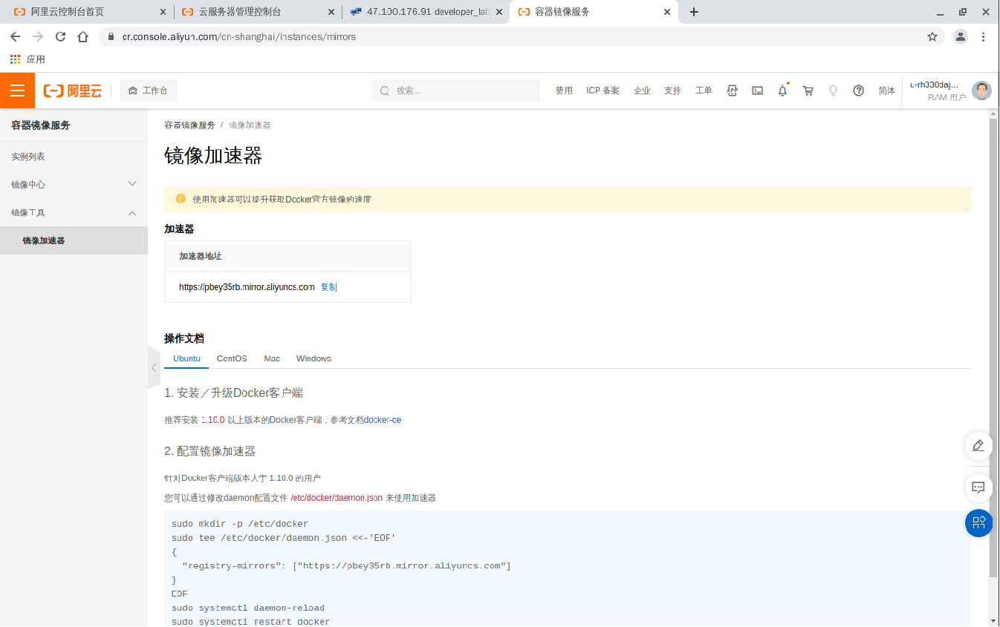 阿里云控制台首页
云服务器管理控制台
47.100.176.91 developer_lab
容器镜像服务
cr.console.aliyun.com/cn-shanghai/instances/mirrors
应用
阿里云
工作台
搜索...
费用 ICP 备案 企业 支持 工单 简体
u-rh330daj...
RAM 用户
容器镜像服务
实例列表
镜像中心
镜像工具
镜像加速器
容器镜像服务 / 镜像加速器
镜像加速器
使用加速器可以提升获取Docker官方镜像的速度
加速器
加速器地址
https://pbey35rb.mirror.aliyuncs.com 复制
操作文档
Ubuntu CentOS Mac Windows
1. 安装／升级Docker客户端
推荐安装 1.10.0 以上版本的Docker客户端，参考文档docker-ce
2. 配置镜像加速器
针对Docker客户端版本大于 1.10.0 的用户
您可以通过修改daemon配置文件 /etc/docker/daemon.json 来使用加速器
sudo mkdir -p /etc/docker
sudo tee /etc/docker/daemon.json <<-'EOF'
{
  "registry-mirrors": ["https://pbey35rb.mirror.aliyuncs.com"]
}
EOF
sudo systemctl daemon-reload
sudo systemctl restart docker